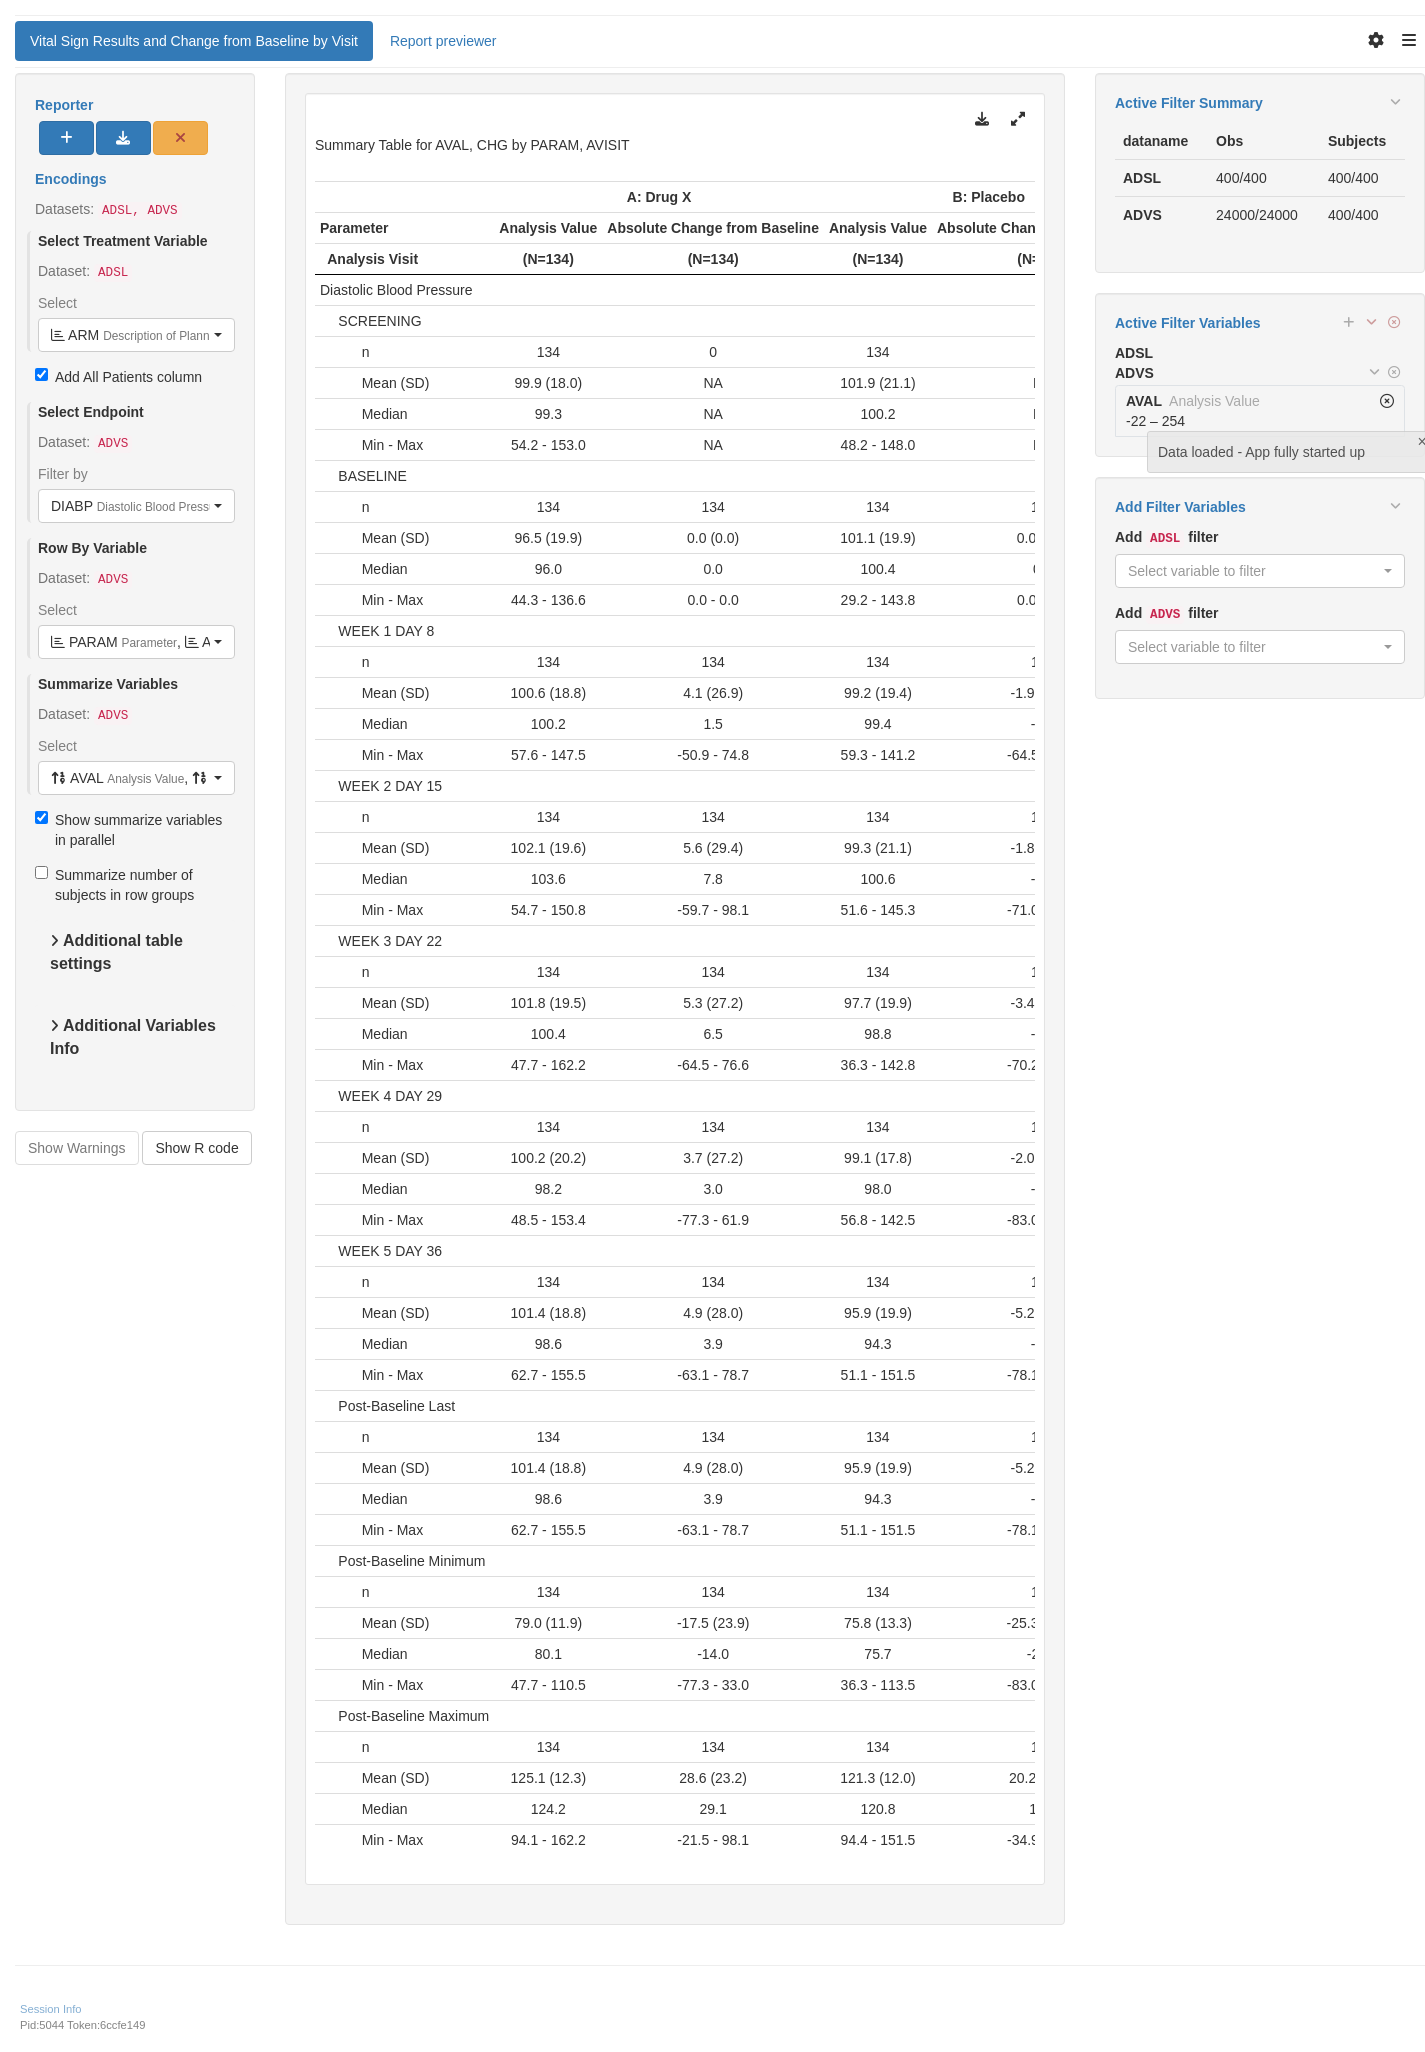 Vital Sign Results and Change from Baseline by Visit Report previewer
Reporter
Encodings
Datasets: ADSL, ADVS
Select Treatment Variable
Dataset: ADSL
Select
ARM Description of Plann
Add All Patients column
Select Endpoint
Dataset: ADVS
Filter by
DIABP Diastolic Blood Press
Row By Variable
Dataset: ADVS
Select
PARAM Parameter, A
Summarize Variables
Dataset: ADVS
Select
AVAL Analysis Value,
Show summarize variables
in parallel
Summarize number of
subjects in row groups
Additional table
settings
Additional Variables
Info
Show Warnings Show R code
Summary Table for AVAL, CHG by PARAM, AVISIT
A: Drug X B: Placebo
Parameter Analysis Value Absolute Change from Baseline Analysis Value Absolute Chan
Analysis Visit (N=134) (N=134) (N=134) (N=
Diastolic Blood Pressure
SCREENING
n 134 0 134
Mean (SD) 99.9 (18.0) NA 101.9 (21.1)
Median 99.3 NA 100.2
Min - Max 54.2 - 153.0 NA 48.2 - 148.0
BASELINE
n 134 134 134 1
Mean (SD) 96.5 (19.9) 0.0 (0.0) 101.1 (19.9) 0.0
Median 96.0 0.0 100.4
Min - Max 44.3 - 136.6 0.0 - 0.0 29.2 - 143.8 0.0
WEEK 1 DAY 8
n 134 134 134 1
Mean (SD) 100.6 (18.8) 4.1 (26.9) 99.2 (19.4) -1.9
Median 100.2 1.5 99.4 -
Min - Max 57.6 - 147.5 -50.9 - 74.8 59.3 - 141.2 -64.5
WEEK 2 DAY 15
n 134 134 134 1
Mean (SD) 102.1 (19.6) 5.6 (29.4) 99.3 (21.1) -1.8
Median 103.6 7.8 100.6 -
Min - Max 54.7 - 150.8 -59.7 - 98.1 51.6 - 145.3 -71.0
WEEK 3 DAY 22
n 134 134 134 1
Mean (SD) 101.8 (19.5) 5.3 (27.2) 97.7 (19.9) -3.4
Median 100.4 6.5 98.8 -
Min - Max 47.7 - 162.2 -64.5 - 76.6 36.3 - 142.8 -70.2
WEEK 4 DAY 29
n 134 134 134 1
Mean (SD) 100.2 (20.2) 3.7 (27.2) 99.1 (17.8) -2.0
Median 98.2 3.0 98.0 -
Min - Max 48.5 - 153.4 -77.3 - 61.9 56.8 - 142.5 -83.0
WEEK 5 DAY 36
n 134 134 134 1
Mean (SD) 101.4 (18.8) 4.9 (28.0) 95.9 (19.9) -5.2
Median 98.6 3.9 94.3 -
Min - Max 62.7 - 155.5 -63.1 - 78.7 51.1 - 151.5 -78.1
Post-Baseline Last
n 134 134 134 1
Mean (SD) 101.4 (18.8) 4.9 (28.0) 95.9 (19.9) -5.2
Median 98.6 3.9 94.3 -
Min - Max 62.7 - 155.5 -63.1 - 78.7 51.1 - 151.5 -78.1
Post-Baseline Minimum
n 134 134 134 1
Mean (SD) 79.0 (11.9) -17.5 (23.9) 75.8 (13.3) -25.3
Median 80.1 -14.0 75.7 -2
Min - Max 47.7 - 110.5 -77.3 - 33.0 36.3 - 113.5 -83.0
Post-Baseline Maximum
n 134 134 134 1
Mean (SD) 125.1 (12.3) 28.6 (23.2) 121.3 (12.0) 20.2
Median 124.2 29.1 120.8 1
Min - Max 94.1 - 162.2 -21.5 - 98.1 94.4 - 151.5 -34.9
Active Filter Summary
dataname Obs Subjects
ADSL 400/400 400/400
ADVS 24000/24000 400/400
Active Filter Variables
ADSL
ADVS
AVAL Analysis Value
-22 – 254
Data loaded - App fully started up
Add Filter Variables
Add ADSL filter
Select variable to filter
Add ADVS filter
Select variable to filter
Session Info
Pid:5044 Token:6ccfe149